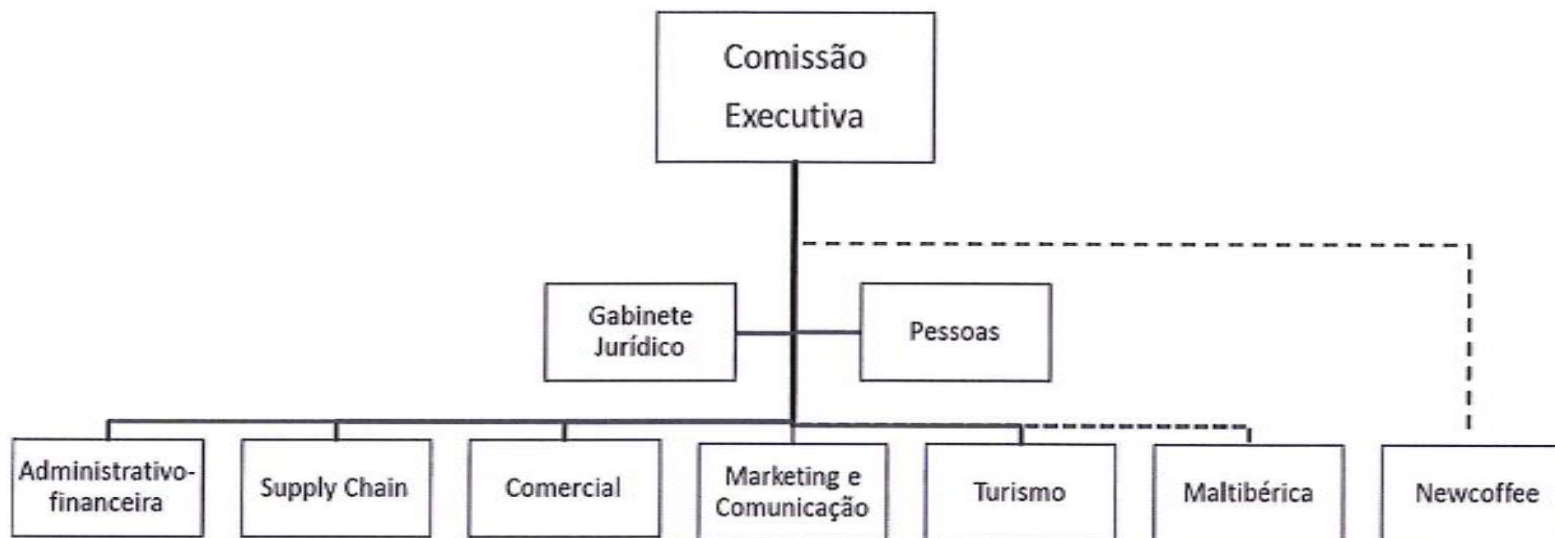 Comissão
Executiva
Gabinete
Jurídico
Pessoas
Administrativo-
financeira
Supply Chain
Comercial
Marketing e
Comunicação
Turismo
Maltibérica
Newcoffee